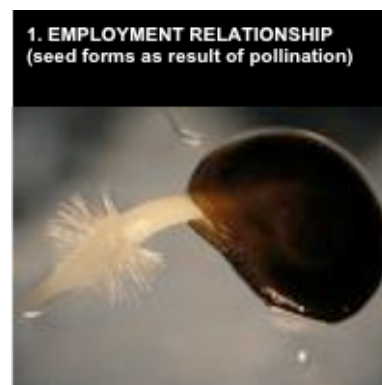 1. EMPLOYMENT RELATIONSHIP
(seed forms as result of pollination)